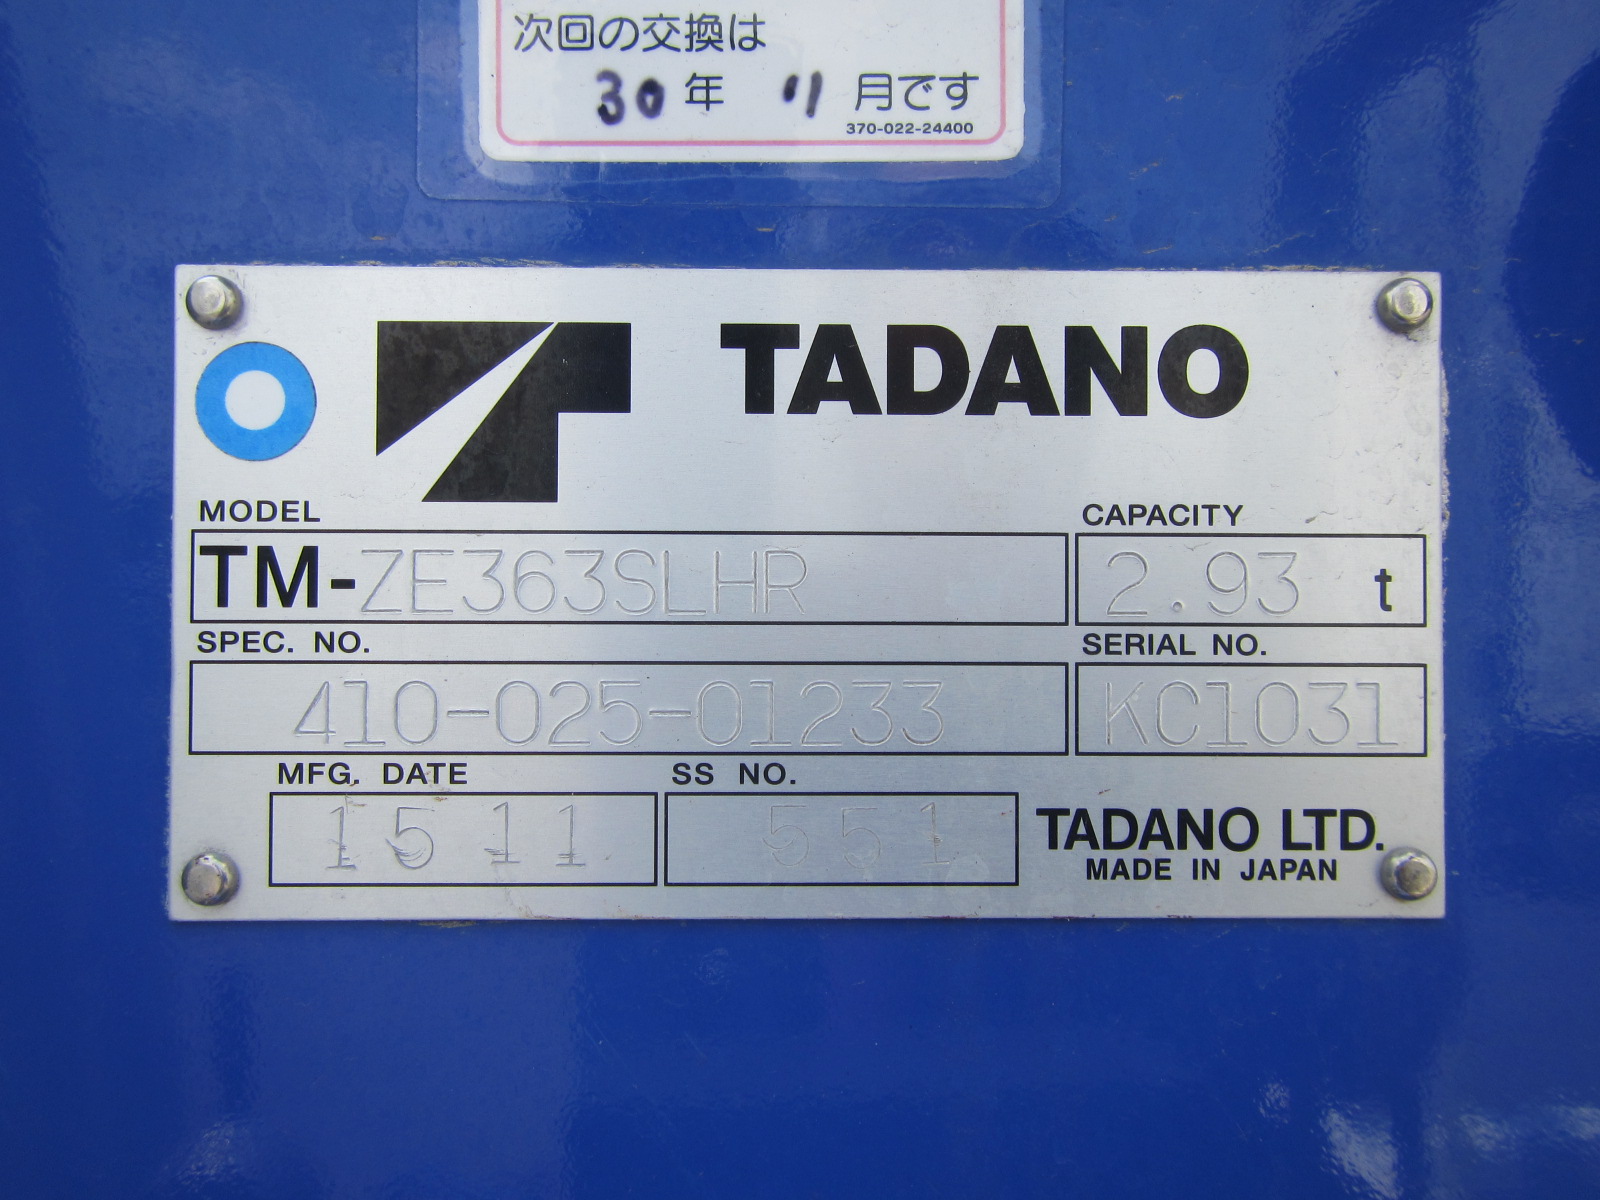 次回の交換は
30年 11月です
370-022-24400
TADANO
MODEL
TM-ZE363SLHR
CAPACITY
2.93 t
SPEC. NO.
410-025-01233
SERIAL NO.
KC1031
MFG. DATE
15 11
SS NO.
551
TADANO LTD.
MADE IN JAPAN